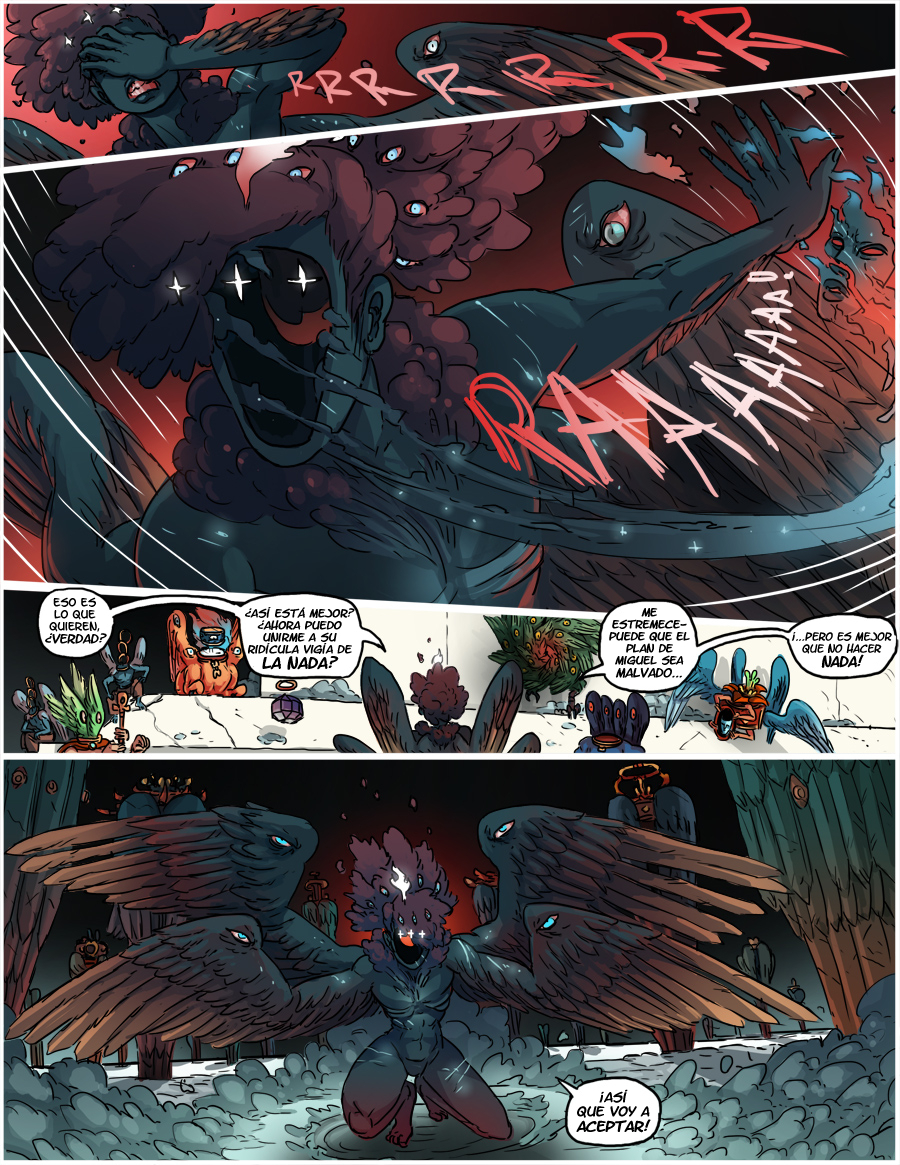 RRRRRRR
RAAAAAAAU!
ESO ES
LO QUE
QUIEREN,
¿VERDAD?
¿ASÍ ESTÁ MEJOR?
¿AHORA PUEDO
UNIRME A SU
RIDÍCULA VIGÍA DE
LA NADA?
ME
ESTREMECE-
PUEDE QUE EL
PLAN DE
MIGUEL SEA
MALVADO...
¡...PERO ES MEJOR
QUE NO HACER
NADA!
¡ASÍ
QUE VOY A
ACEPTAR!